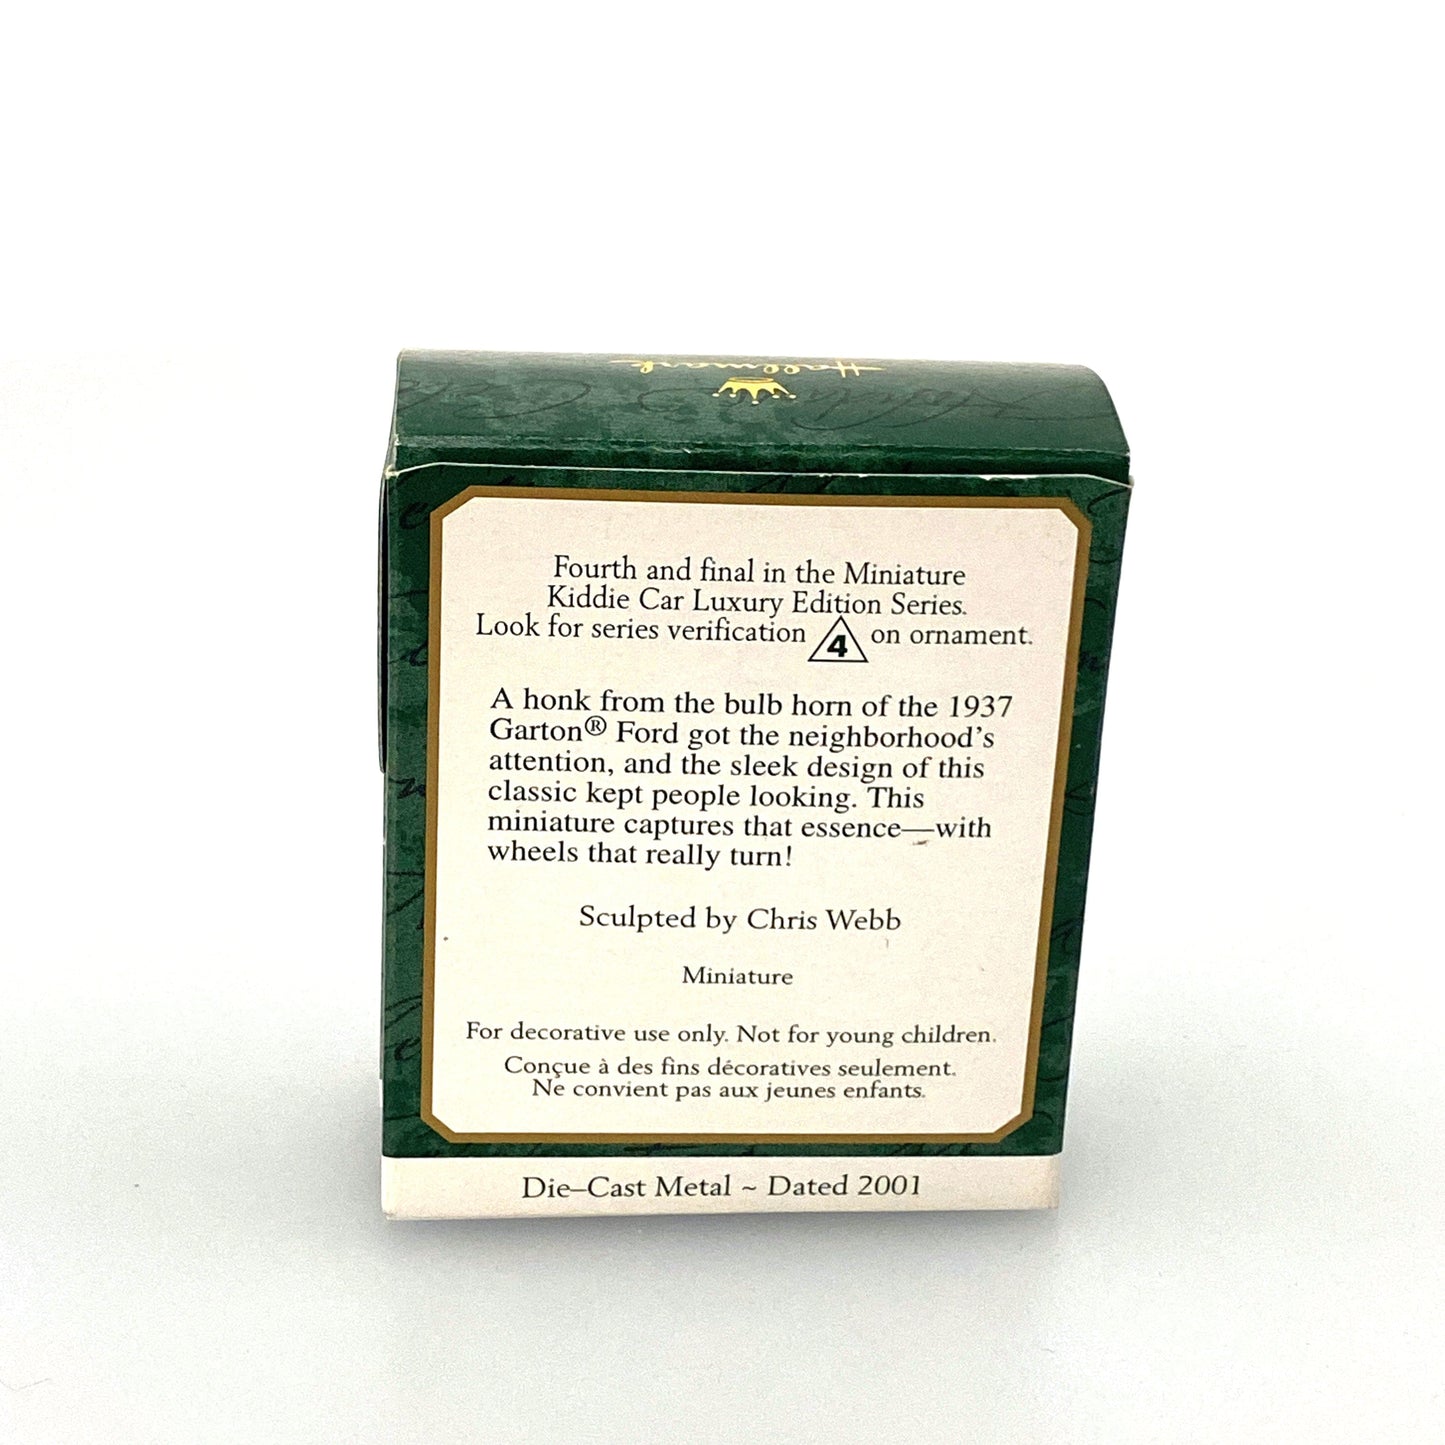 Hallmark
Fourth and final in the Miniature
Kiddie Car Luxury Edition Series.
Look for series verification 4 on ornament.
A honk from the bulb horn of the 1937
Garton® Ford got the neighborhood's
attention, and the sleek design of this
classic kept people looking. This
miniature captures that essence—with
wheels that really turn!
Sculpted by Chris Webb
Miniature
For decorative use only. Not for young children.
Conçue à des fins décoratives seulement.
Ne convient pas aux jeunes enfants.
Die–Cast Metal ~ Dated 2001